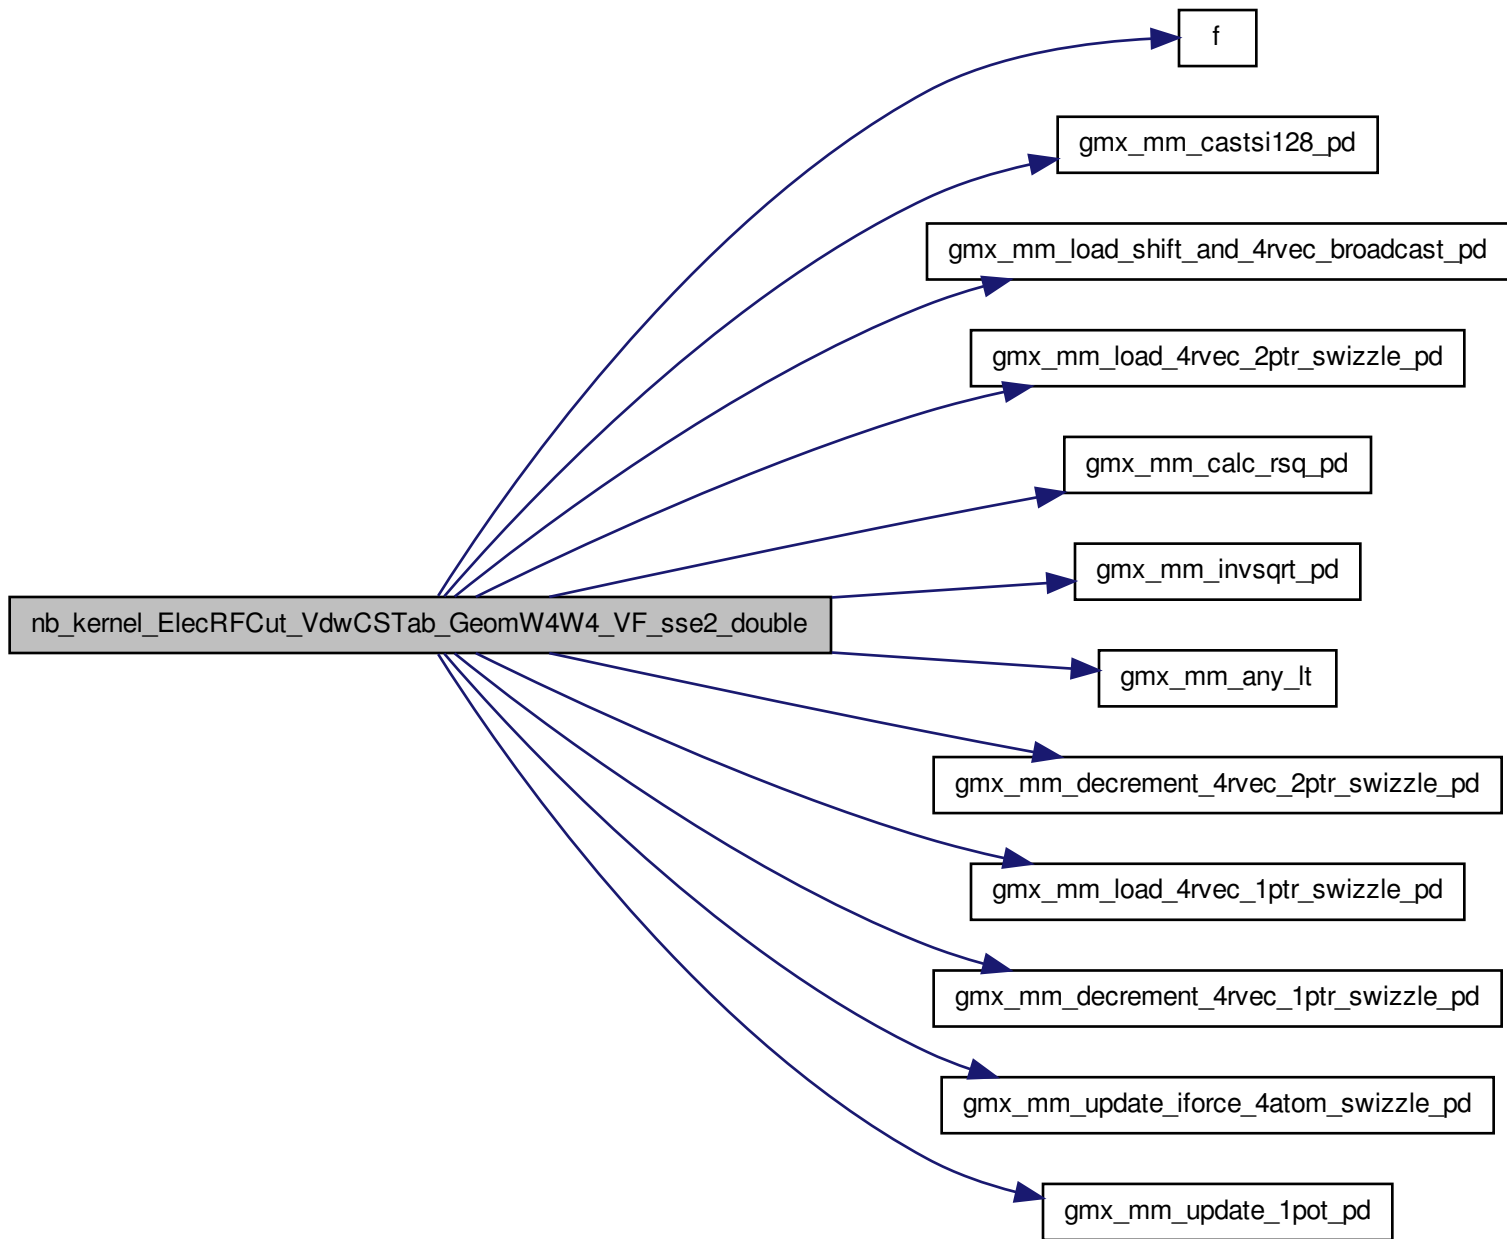 f
gmx_mm_castsi128_pd
gmx_mm_load_shift_and_4rvec_broadcast_pd
gmx_mm_load_4rvec_2ptr_swizzle_pd
gmx_mm_calc_rsq_pd
gmx_mm_invsqrt_pd
nb_kernel_ElecRFCut_VdwCSTab_GeomW4W4_VF_sse2_double
gmx_mm_any_lt
gmx_mm_decrement_4rvec_2ptr_swizzle_pd
gmx_mm_load_4rvec_1ptr_swizzle_pd
gmx_mm_decrement_4rvec_1ptr_swizzle_pd
gmx_mm_update_iforce_4atom_swizzle_pd
gmx_mm_update_1pot_pd